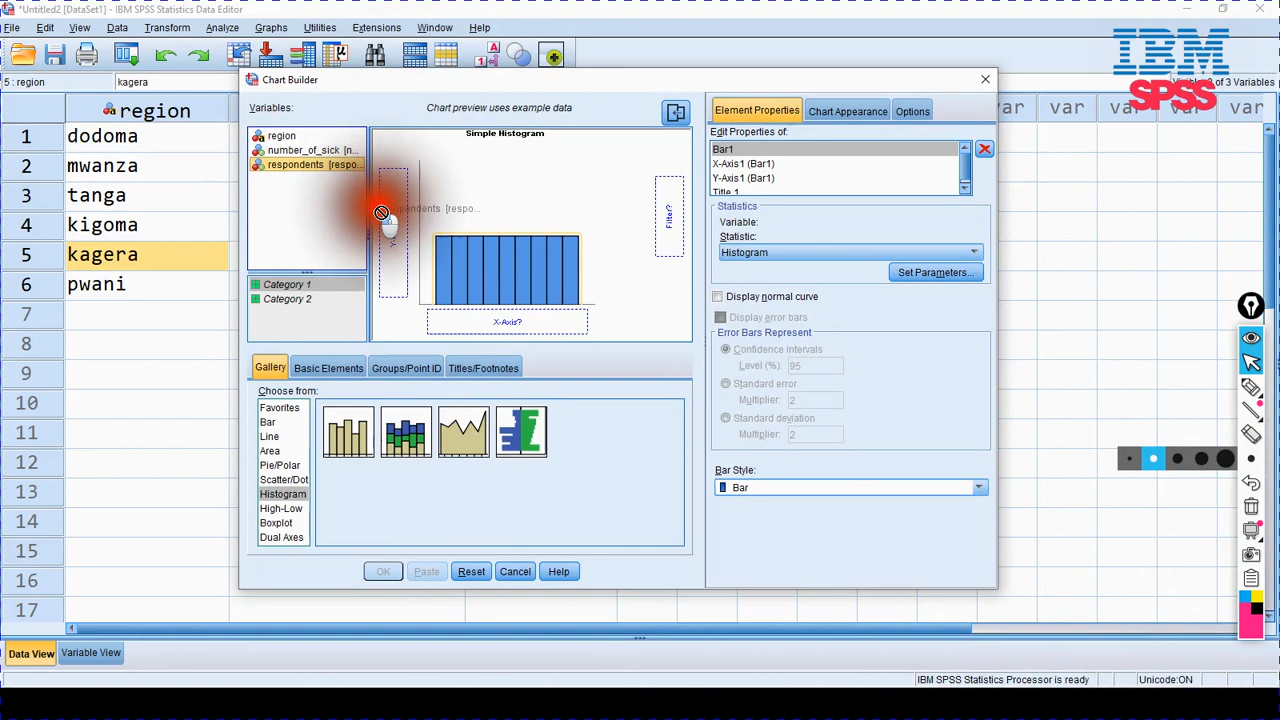 *Untitled2 [DataSet1] - IBM SPSS Statistics Data Editor
File Edit View Data Transform Analyze Graphs Utilities Extensions Window Help
IBM
SPSS
5 : region kagera
of 3 Variables
region
var var var var
1 dodoma
2 mwanza
3 tanga
4 kigoma
5 kagera
6 pwani
7
8
9
10
11
12
13
14
15
16
17
Chart Builder
Variables:
Chart preview uses example data
region
number_of_sick [n...
respondents [respo...
Simple Histogram
[respo...
Filter?
X-Axis?
Category 1
Category 2
Gallery Basic Elements Groups/Point ID Titles/Footnotes
Choose from:
Favorites
Bar
Line
Area
Pie/Polar
Scatter/Dot
Histogram
High-Low
Boxplot
Dual Axes
OK Paste Reset Cancel Help
Element Properties Chart Appearance Options
Edit Properties of:
Bar1
X-Axis1 (Bar1)
Y-Axis1 (Bar1)
Title 1
Statistics
Variable:
Statistic:
Histogram
Set Parameters...
Display normal curve
Display error bars
Error Bars Represent
Confidence intervals
Level (%): 95
Standard error
Multiplier: 2
Standard deviation
Multiplier: 2
Bar Style:
Bar
Data View Variable View
IBM SPSS Statistics Processor is ready Unicode:ON